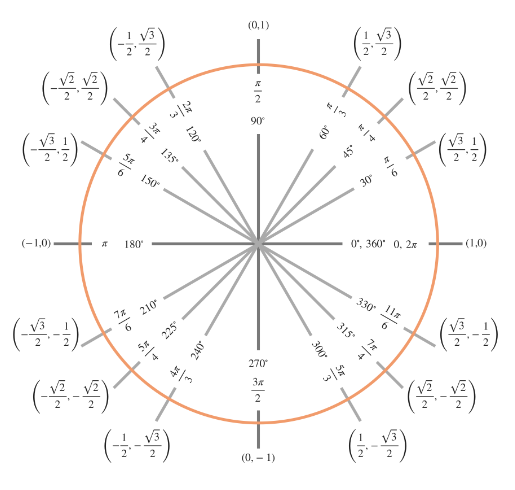 (0,1)
(-1/2, √3/2)
(1/2, √3/2)
(-√2/2, √2/2)
(√2/2, √2/2)
(-√3/2, 1/2)
(√3/2, 1/2)
π/2
90°
2π/3
120°
π/3
60°
3π/4
135°
π/4
45°
5π/6
150°
π/6
30°
(−1,0) π 180° 0°, 360° 0, 2π (1,0)
7π/6
210°
330°
11π/6
5π/4
225°
315°
7π/4
4π/3
240°
300°
5π/3
270°
3π/2
(-√3/2, -1/2)
(√3/2, -1/2)
(-√2/2, -√2/2)
(√2/2, -√2/2)
(-1/2, -√3/2)
(1/2, -√3/2)
(0, −1)